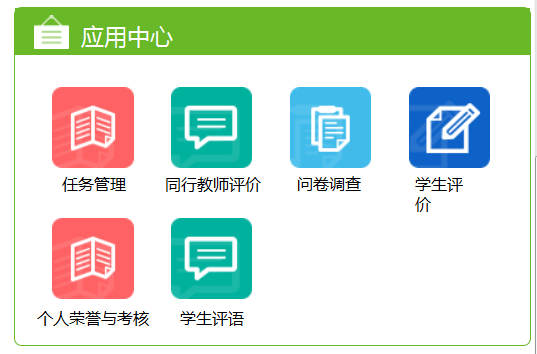 应用中心
任务管理
同行教师评价
问卷调查
学生评
价
个人荣誉与考核
学生评语